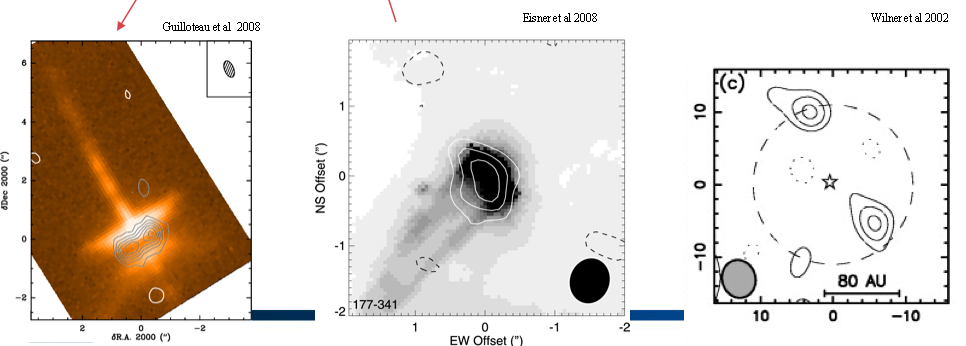 Guilloteau et al 2008
6
4
2
0
−2
δDec 2000 (")
2
0
−2
δR.A. 2000 (")
Eisner et al 2008
1
0
-1
-2
NS Offset (")
177-341
1
0
-1
-2
EW Offset (")
Wilner et al 2002
(c)
10
0
−10
80 AU
10
0
−10